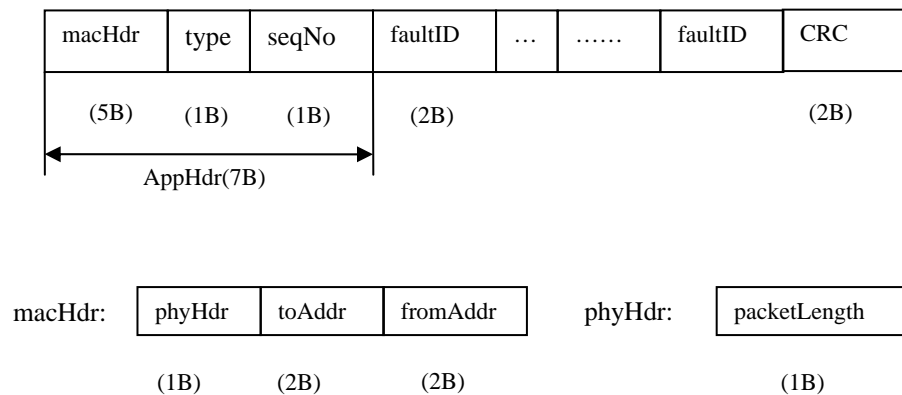 macHdr type seqNo faultID … …… faultID CRC
(5B) (1B) (1B) (2B) (2B)
AppHdr(7B)
macHdr: phyHdr toAddr fromAddr phyHdr: packetLength
(1B) (2B) (2B) (1B)